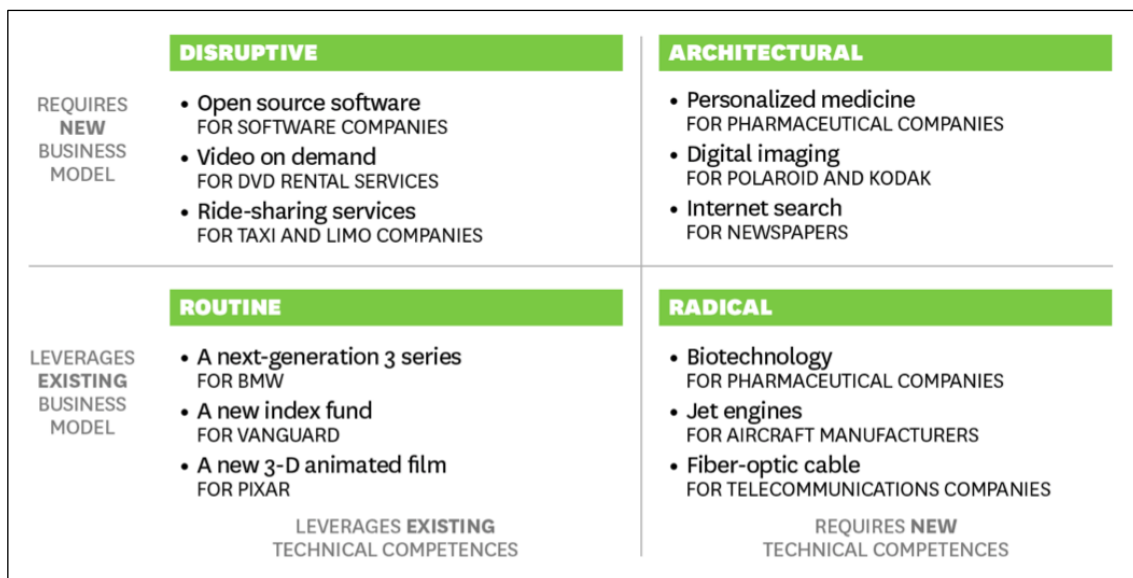 DISRUPTIVE
REQUIRES
NEW
BUSINESS
MODEL
• Open source software
FOR SOFTWARE COMPANIES
• Video on demand
FOR DVD RENTAL SERVICES
• Ride-sharing services
FOR TAXI AND LIMO COMPANIES
ARCHITECTURAL
• Personalized medicine
FOR PHARMACEUTICAL COMPANIES
• Digital imaging
FOR POLAROID AND KODAK
• Internet search
FOR NEWSPAPERS
ROUTINE
LEVERAGES
EXISTING
BUSINESS
MODEL
• A next-generation 3 series
FOR BMW
• A new index fund
FOR VANGUARD
• A new 3-D animated film
FOR PIXAR
LEVERAGES EXISTING
TECHNICAL COMPETENCES
RADICAL
• Biotechnology
FOR PHARMACEUTICAL COMPANIES
• Jet engines
FOR AIRCRAFT MANUFACTURERS
• Fiber-optic cable
FOR TELECOMMUNICATIONS COMPANIES
REQUIRES NEW
TECHNICAL COMPETENCES